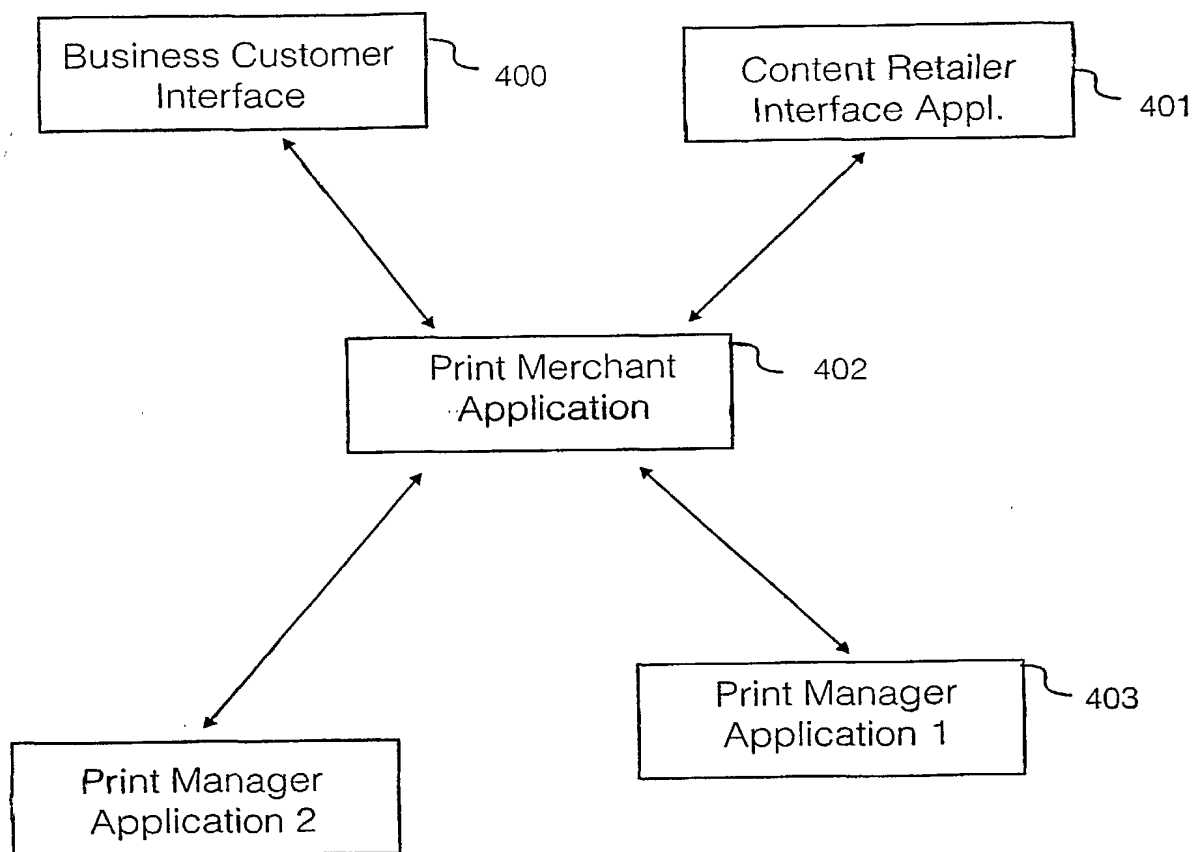 Business Customer
Interface
400
Content Retailer
Interface Appl.
401
Print Merchant
Application
402
Print Manager
Application 1
403
Print Manager
Application 2